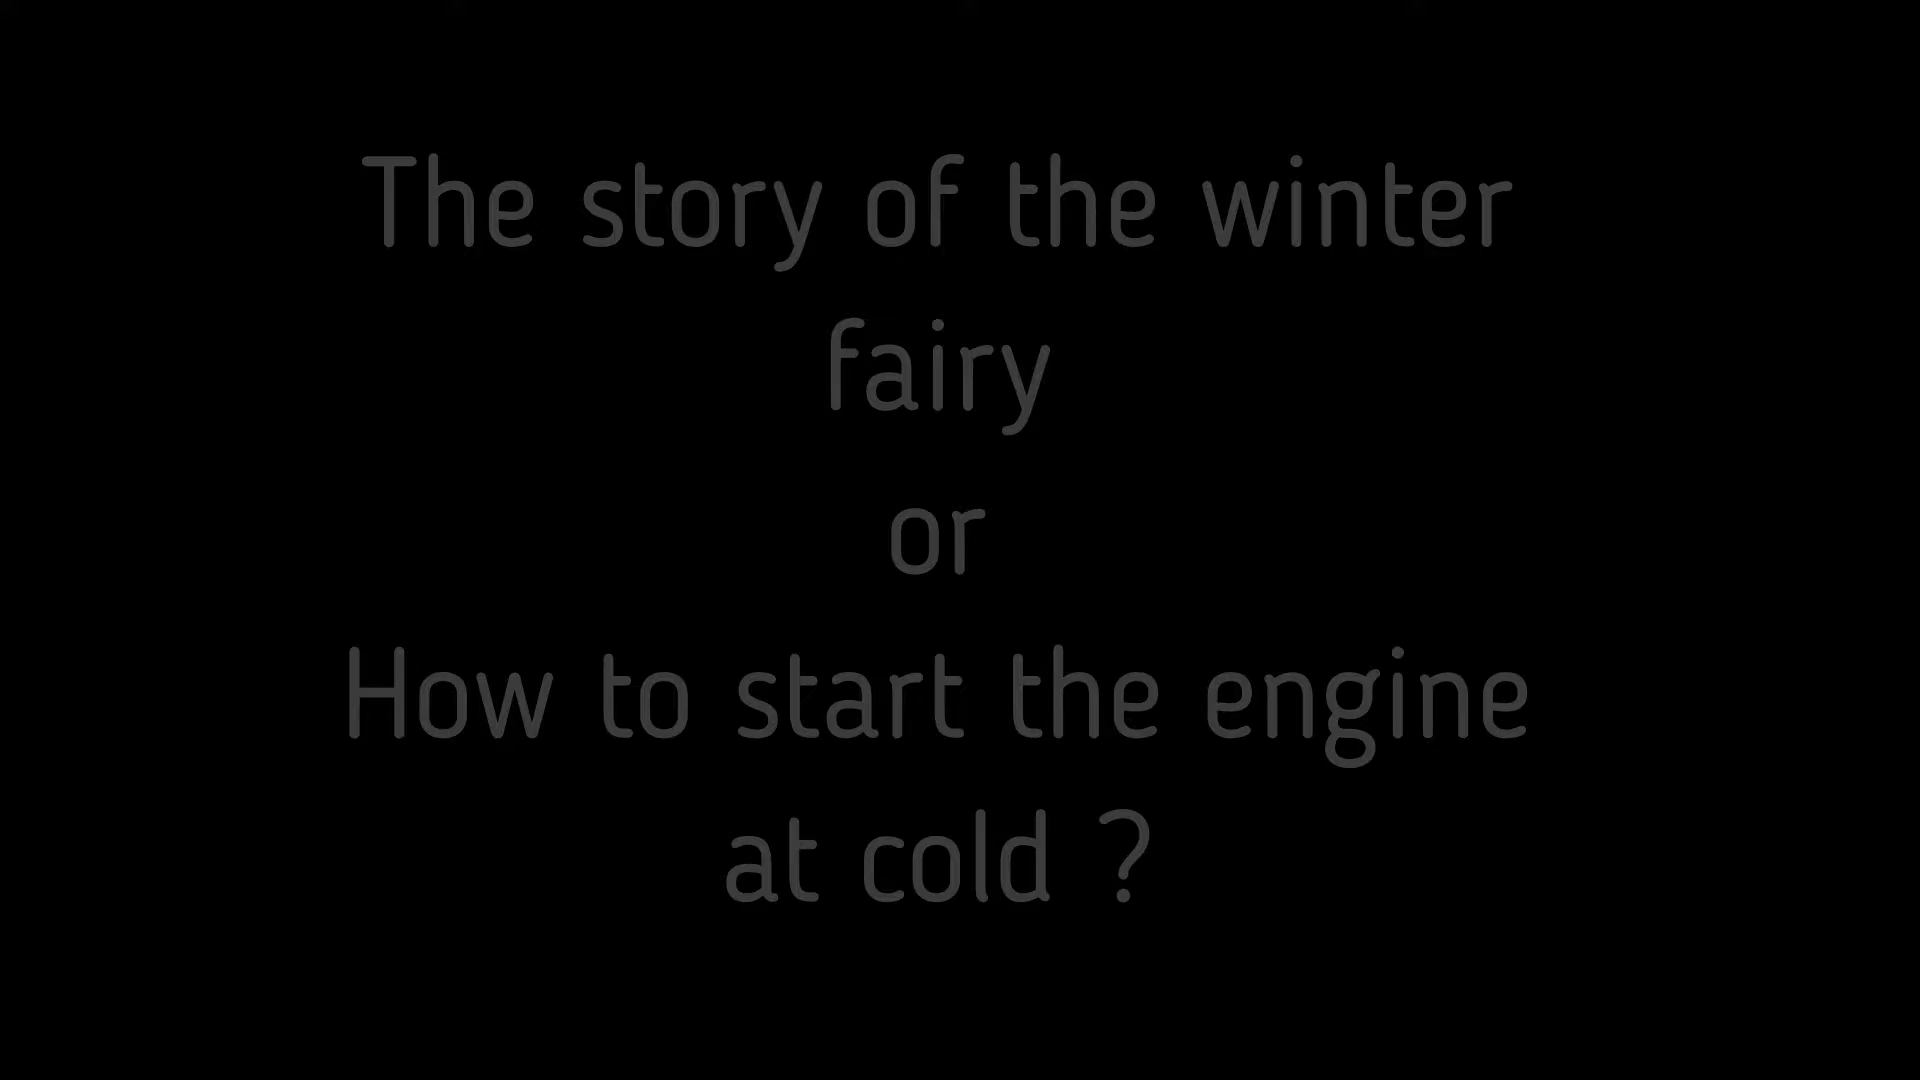 The story of the winter
fairy
or
How to start the engine
at cold ?